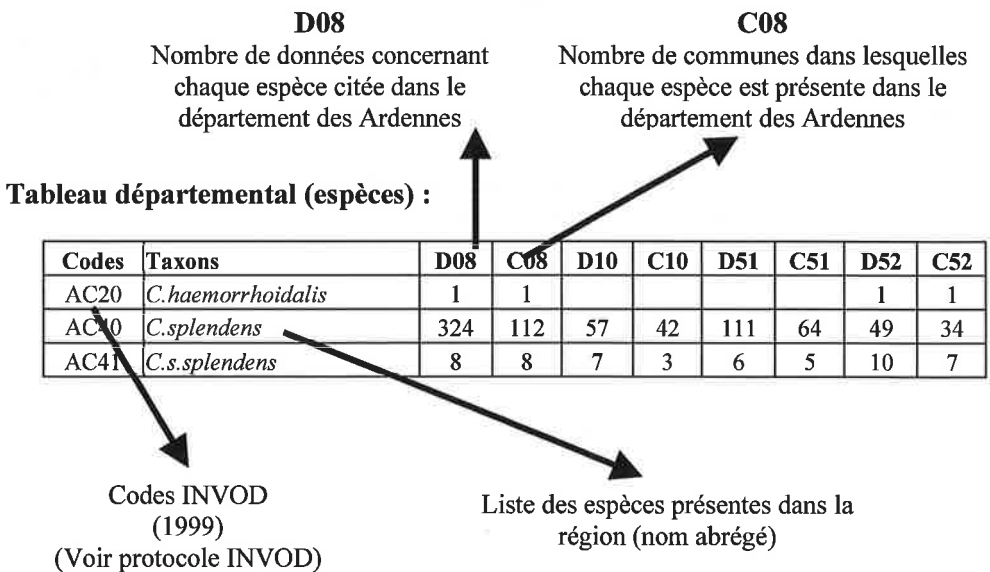 D08
Nombre de données concernant
chaque espèce citée dans le
département des Ardennes
C08
Nombre de communes dans lesquelles
chaque espèce est présente dans le
département des Ardennes
Tableau départemental (espèces) :
Codes Taxons D08 C08 D10 C10 D51 C51 D52 C52
AC20 C.haemorrhoidalis 1 1 1 1
AC40 C.splendens 324 112 57 42 111 64 49 34
AC41 C.s.splendens 8 8 7 3 6 5 10 7
Codes INVOD
(1999)
(Voir protocole INVOD)
Liste des espèces présentes dans la
région (nom abrégé)